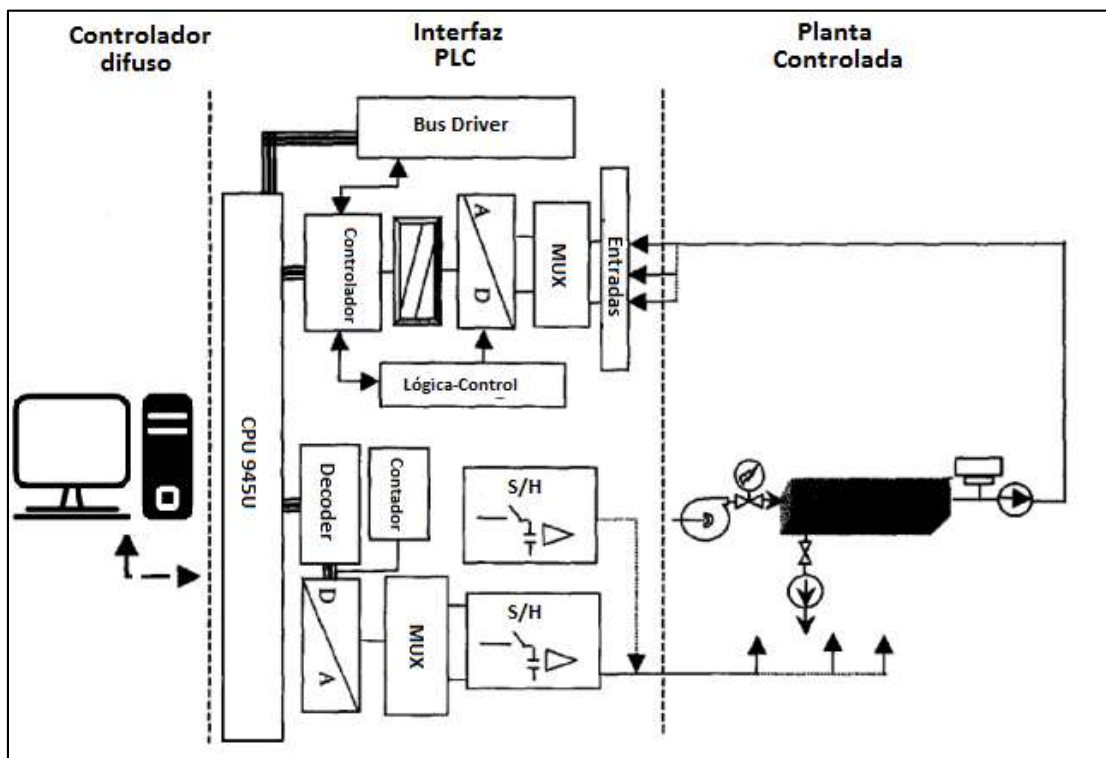 Controlador
difuso
Interfaz
PLC
Planta
Controlada
Bus Driver
Controlador
A
D
MUX
Entradas
Lógica-Control
CPU 945U
Decoder
Contador
S/H
D
A
MUX
S/H